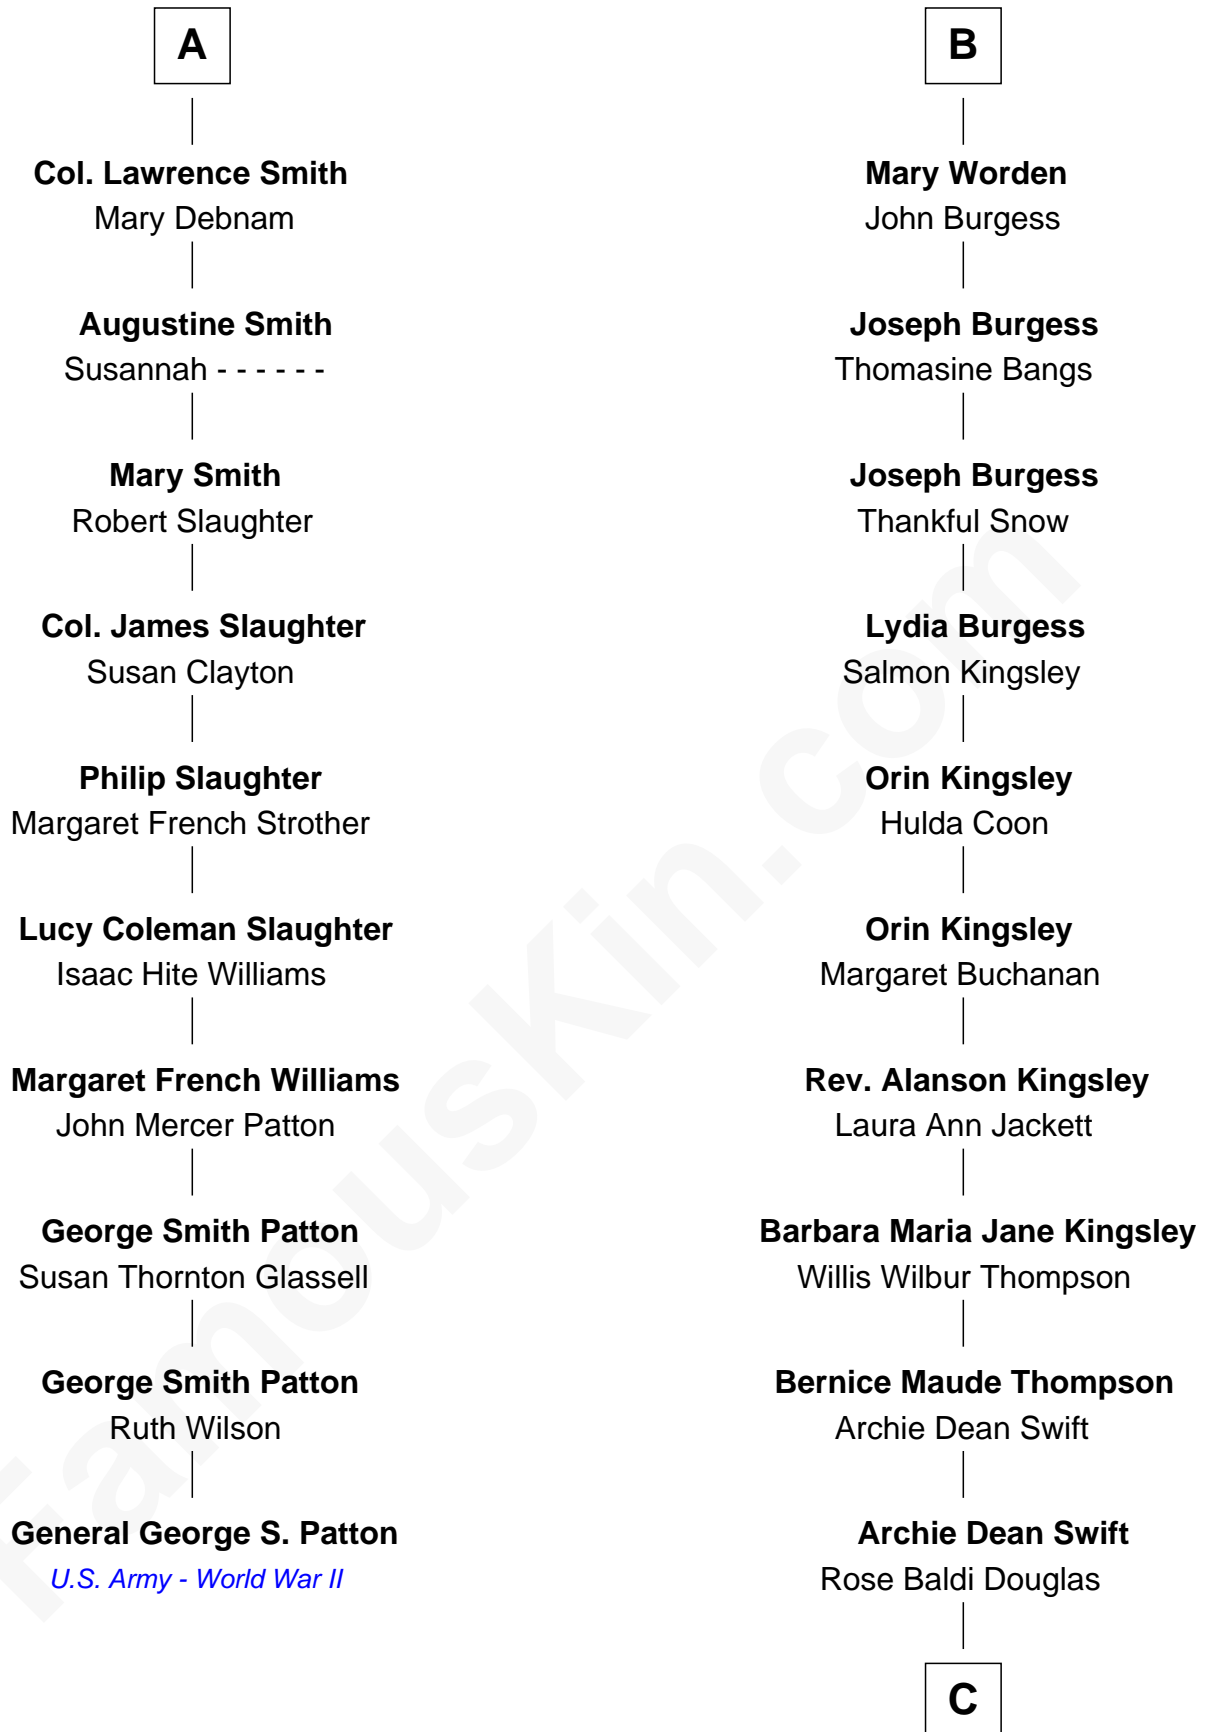 A
Col. Lawrence Smith
Mary Debnam
Augustine Smith
Susannah - - - - - -
Mary Smith
Robert Slaughter
Col. James Slaughter
Susan Clayton
Philip Slaughter
Margaret French Strother
Lucy Coleman Slaughter
Isaac Hite Williams
Margaret French Williams
John Mercer Patton
George Smith Patton
Susan Thornton Glassell
George Smith Patton
Ruth Wilson
General George S. Patton
U.S. Army - World War II
B
Mary Worden
John Burgess
Joseph Burgess
Thomasine Bangs
Joseph Burgess
Thankful Snow
Lydia Burgess
Salmon Kingsley
Orin Kingsley
Hulda Coon
Orin Kingsley
Margaret Buchanan
Rev. Alanson Kingsley
Laura Ann Jackett
Barbara Maria Jane Kingsley
Willis Wilbur Thompson
Bernice Maude Thompson
Archie Dean Swift
Archie Dean Swift
Rose Baldi Douglas
C
FamousKin.com